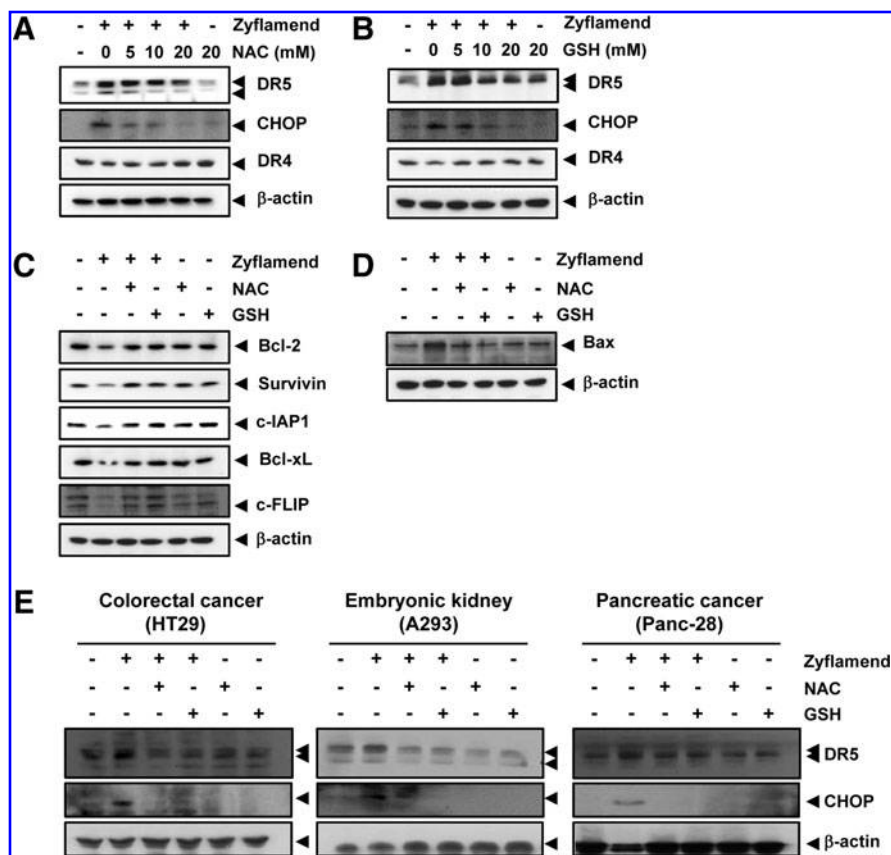 A
- + + + + - Zyflamend
- 0 5 10 20 20 NAC (mM)
DR5
CHOP
DR4
β-actin
B
- + + + + - Zyflamend
- 0 5 10 20 20 GSH (mM)
DR5
CHOP
DR4
β-actin
C
- + + + - - Zyflamend
- - + - + - NAC
- - - + - + GSH
Bcl-2
Survivin
c-IAP1
Bcl-xL
c-FLIP
β-actin
D
- + + + - - Zyflamend
- - + - + - NAC
- - - + - + GSH
Bax
β-actin
E
Colorectal cancer
(HT29)
Embryonic kidney
(A293)
Pancreatic cancer
(Panc-28)
- + + + - - - + + + - - - + + + - - Zyflamend
- - + - + - - - + - + - - - + - + - NAC
- - - + - + - - - + - + - - - + - + GSH
DR5
CHOP
β-actin